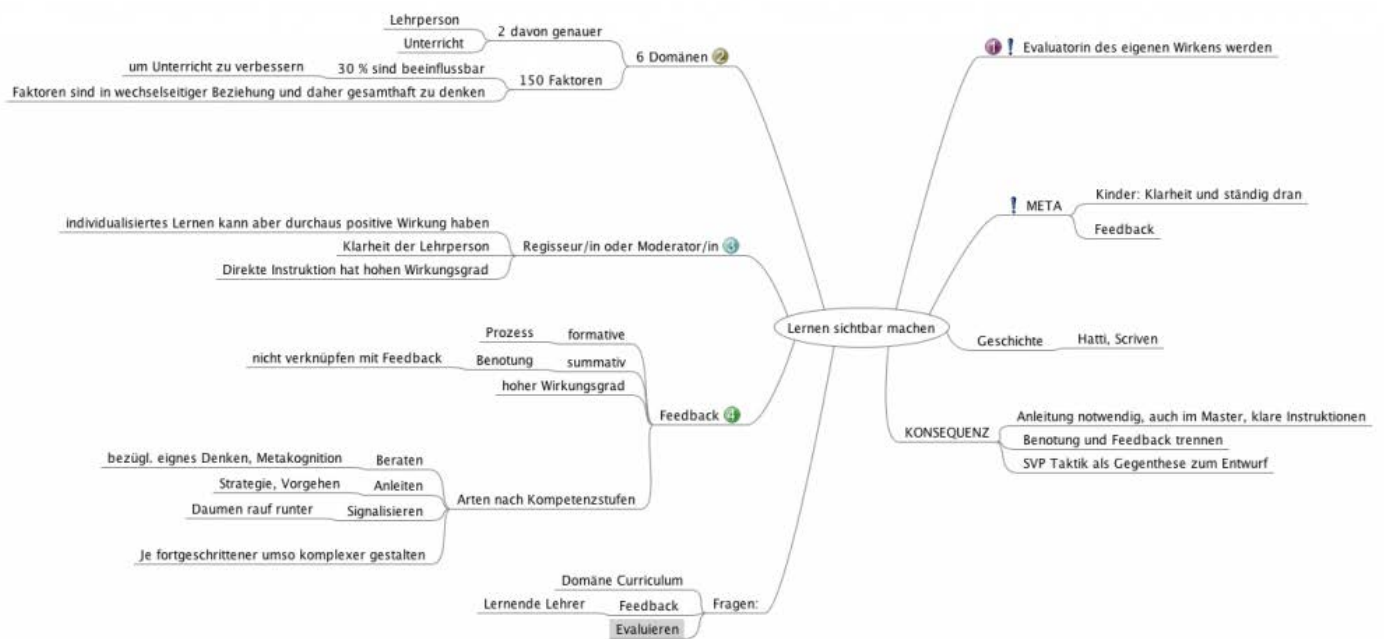 Lernen sichtbar machen
1 ! Evaluatorin des eigenen Wirkens werden
6 Domänen 2
2 davon genauer
Lehrperson
Unterricht
150 Faktoren
30 % sind beeinflussbar
um Unterricht zu verbessern
Faktoren sind in wechselseitiger Beziehung und daher gesamthaft zu denken
Regisseur/in oder Moderator/in 3
individualisiertes Lernen kann aber durchaus positive Wirkung haben
Klarheit der Lehrperson
Direkte Instruktion hat hohen Wirkungsgrad
Feedback 4
formative
Prozess
summativ
Benotung
nicht verknüpfen mit Feedback
hoher Wirkungsgrad
Arten nach Kompetenzstufen
Beraten
bezügl. eignes Denken, Metakognition
Anleiten
Strategie, Vorgehen
Signalisieren
Daumen rauf runter
Je fortgeschrittener umso komplexer gestalten
Fragen:
Domäne Curriculum
Feedback
Lernende Lehrer
Evaluieren
! META
Kinder: Klarheit und ständig dran
Feedback
Geschichte
Hatti, Scriven
KONSEQUENZ
Anleitung notwendig, auch im Master, klare Instruktionen
Benotung und Feedback trennen
SVP Taktik als Gegenthese zum Entwurf